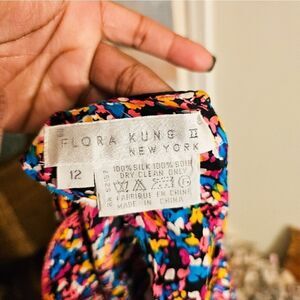 FLORA KUNG II
NEW YORK
12
100% SILK 100% SOIE
DRY CLEAN ONLY
FABRIQUE EN CHINE
MADE IN CHINA